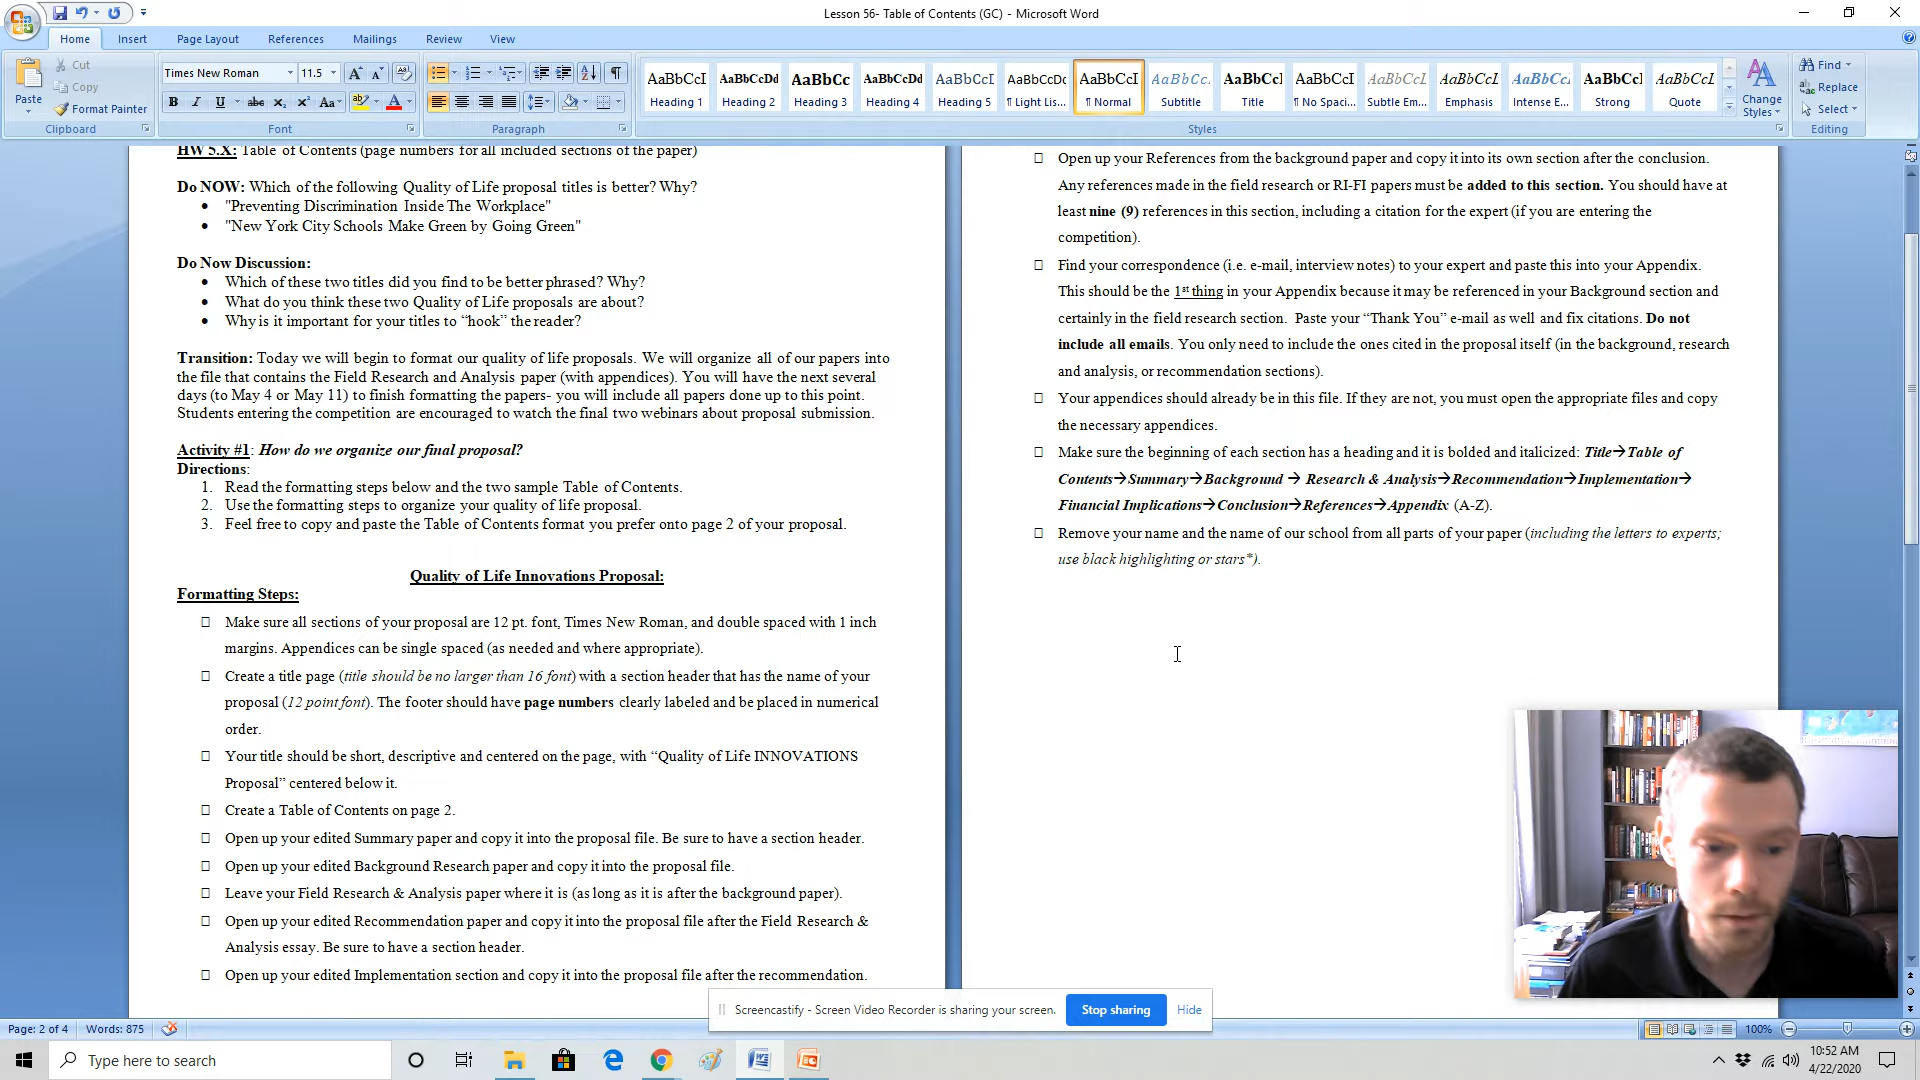 Lesson 56- Table of Contents (GC) - Microsoft Word
Home Insert Page Layout References Mailings Review View
Paste
Cut
Copy
Format Painter
Clipboard
Times New Roman 11.5
Font
Paragraph
AaBbCcI AaBbCcDd AaBbCc AaBbCcDd AaBbCcI AaBbCcDc AaBbCcI AaBbCc. AaBbCcI AaBbCcI AaBbCcL AaBbCcL AaBbCcL AaBbCcI AaBbCcL
Heading 1 Heading 2 Heading 3 Heading 4 Heading 5 ¶ Light Lis... ¶ Normal Subtitle Title ¶ No Spaci... Subtle Em... Emphasis Intense E... Strong Quote
Styles
Change Styles
Find
Replace
Select
Editing
HW 5.X: Table of Contents (page numbers for all included sections of the paper)
Do NOW: Which of the following Quality of Life proposal titles is better? Why?
• "Preventing Discrimination Inside The Workplace"
• "New York City Schools Make Green by Going Green"
Do Now Discussion:
• Which of these two titles did you find to be better phrased? Why?
• What do you think these two Quality of Life proposals are about?
• Why is it important for your titles to “hook” the reader?
Transition: Today we will begin to format our quality of life proposals. We will organize all of our papers into
the file that contains the Field Research and Analysis paper (with appendices). You will have the next several
days (to May 4 or May 11) to finish formatting the papers- you will include all papers done up to this point.
Students entering the competition are encouraged to watch the final two webinars about proposal submission.
Activity #1: How do we organize our final proposal?
Directions:
1. Read the formatting steps below and the two sample Table of Contents.
2. Use the formatting steps to organize your quality of life proposal.
3. Feel free to copy and paste the Table of Contents format you prefer onto page 2 of your proposal.
Quality of Life Innovations Proposal:
Formatting Steps:
Make sure all sections of your proposal are 12 pt. font, Times New Roman, and double spaced with 1 inch
margins. Appendices can be single spaced (as needed and where appropriate).
Create a title page (title should be no larger than 16 font) with a section header that has the name of your
proposal (12 point font). The footer should have page numbers clearly labeled and be placed in numerical
order.
Your title should be short, descriptive and centered on the page, with “Quality of Life INNOVATIONS
Proposal” centered below it.
Create a Table of Contents on page 2.
Open up your edited Summary paper and copy it into the proposal file. Be sure to have a section header.
Open up your edited Background Research paper and copy it into the proposal file.
Leave your Field Research & Analysis paper where it is (as long as it is after the background paper).
Open up your edited Recommendation paper and copy it into the proposal file after the Field Research &
Analysis essay. Be sure to have a section header.
Open up your edited Implementation section and copy it into the proposal file after the recommendation.
Open up your References from the background paper and copy it into its own section after the conclusion.
Any references made in the field research or RI-FI papers must be added to this section. You should have at
least nine (9) references in this section, including a citation for the expert (if you are entering the
competition).
Find your correspondence (i.e. e-mail, interview notes) to your expert and paste this into your Appendix.
This should be the 1st thing in your Appendix because it may be referenced in your Background section and
certainly in the field research section. Paste your “Thank You” e-mail as well and fix citations. Do not
include all emails. You only need to include the ones cited in the proposal itself (in the background, research
and analysis, or recommendation sections).
Your appendices should already be in this file. If they are not, you must open the appropriate files and copy
the necessary appendices.
Make sure the beginning of each section has a heading and it is bolded and italicized: Title→Table of
Contents→Summary→Background → Research & Analysis→Recommendation→Implementation→
Financial Implications→Conclusion→References→Appendix (A-Z).
Remove your name and the name of our school from all parts of your paper (including the letters to experts;
use black highlighting or stars*).
Screencastify - Screen Video Recorder is sharing your screen. Stop sharing Hide
Page: 2 of 4 Words: 875 100%
Type here to search
10:52 AM
4/22/2020